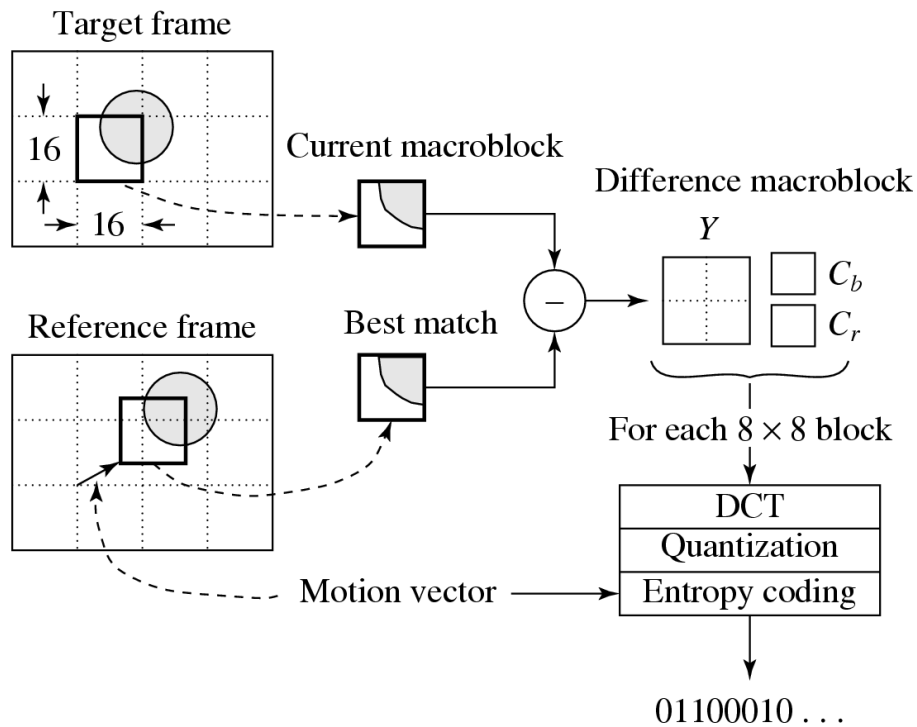 Target frame
16
16
Current macroblock
Difference macroblock
Y
C_b
C_r
−
Reference frame
Best match
For each 8 × 8 block
DCT
Quantization
Motion vector
Entropy coding
01100010 . . .